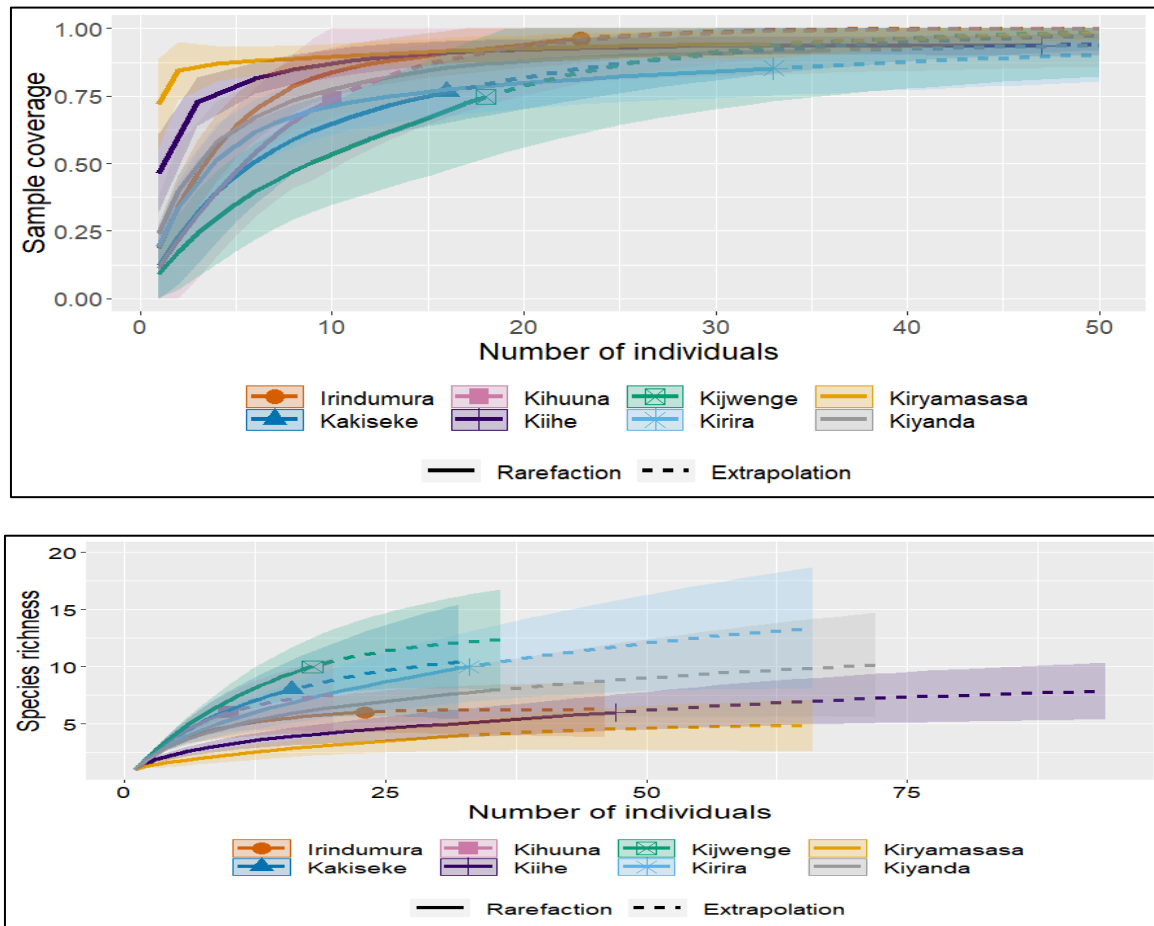 1.00
0.75
0.50
0.25
0.00
Sample coverage
0 10 20 30 40 50
Number of individuals
Irindumura Kihuuna Kijwenge Kiryamasasa
Kakiseke Kiihe Kirira Kiyanda
Rarefaction Extrapolation
20
15
10
5
Species richness
0 25 50 75
Number of individuals
Irindumura Kihuuna Kijwenge Kiryamasasa
Kakiseke Kiihe Kirira Kiyanda
Rarefaction Extrapolation